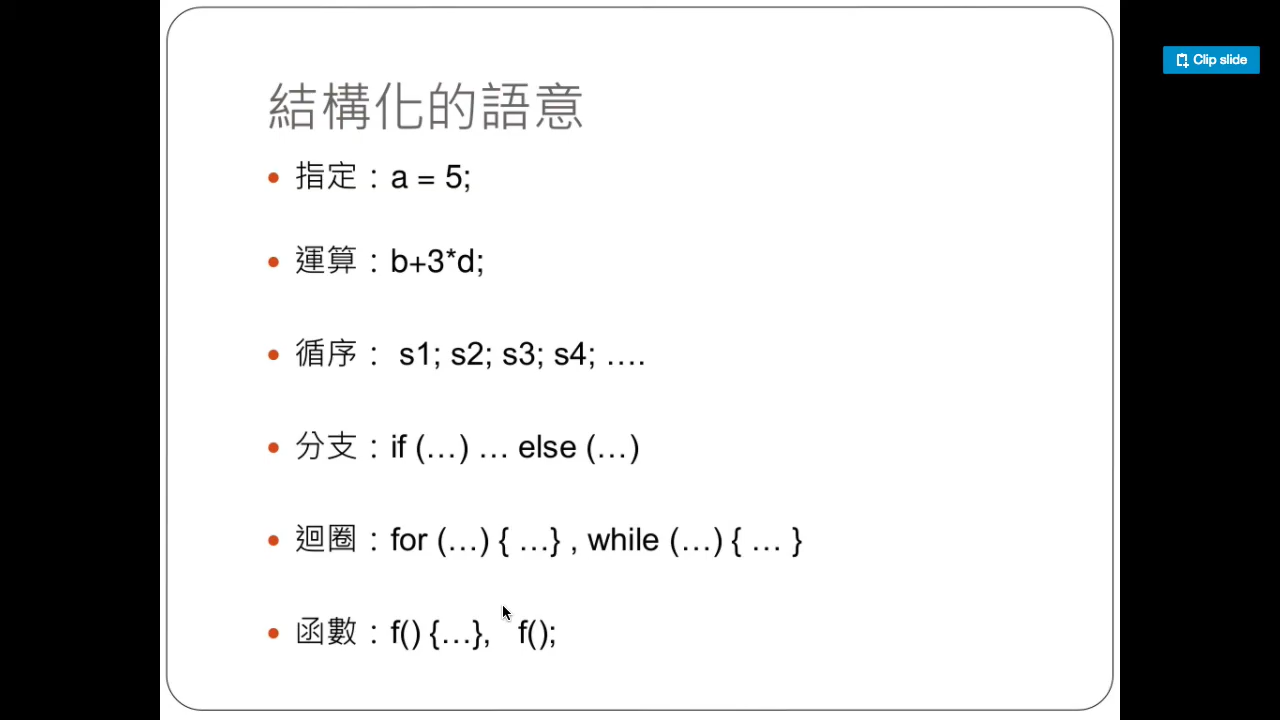 Clip slide
結構化的語意
• 指定：a = 5;
• 運算：b+3*d;
• 循序： s1; s2; s3; s4; ….
• 分支：if (…) … else (…)
• 迴圈：for (…) { …} , while (…) { … }
• 函數：f() {…}, f();